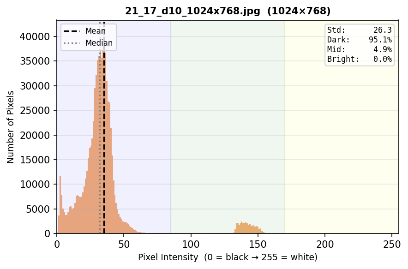 21_17_d10_1024x768.jpg  (1024×768)
Mean
Median
Std: 26.3
Dark: 95.1%
Mid: 4.9%
Bright: 0.0%
Number of Pixels
40000
35000
30000
25000
20000
15000
10000
5000
0
0 50 100 150 200 250
Pixel Intensity  (0 = black → 255 = white)